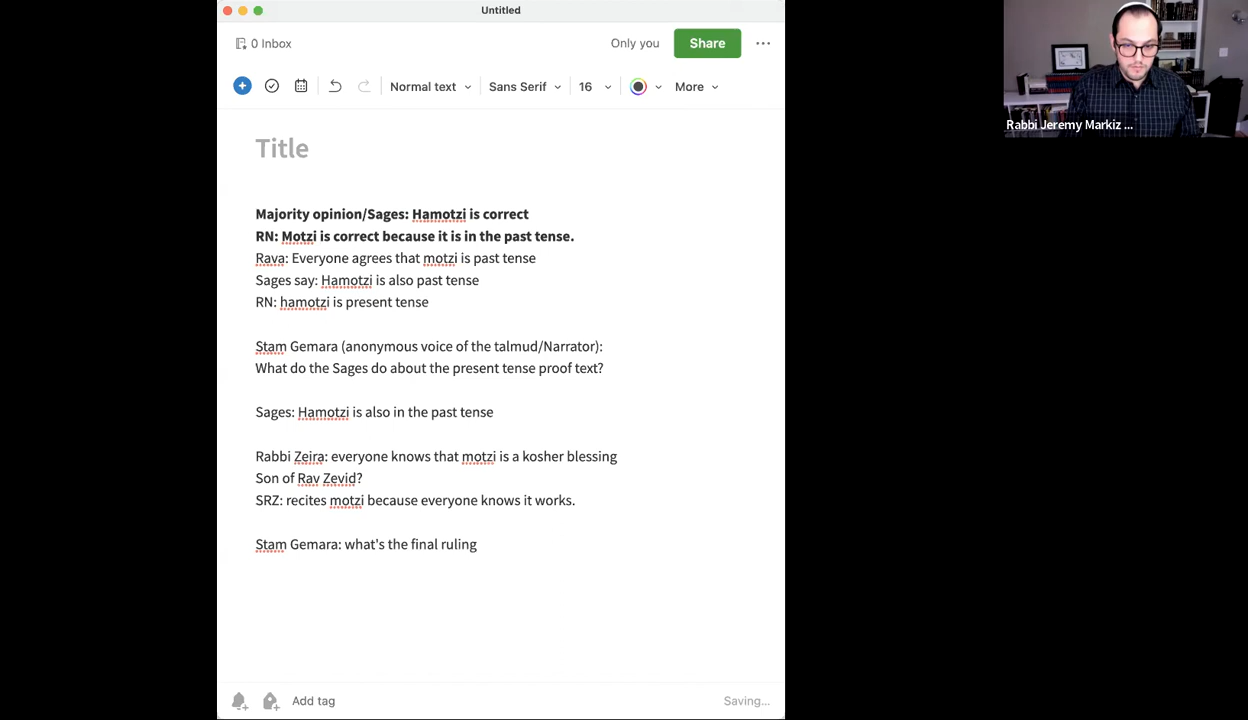 Untitled
0 Inbox
Only you
Share
Normal text
Sans Serif
16
More
Title
Majority opinion/Sages: Hamotzi is correct
RN: Motzi is correct because it is in the past tense.
Rava: Everyone agrees that motzi is past tense
Sages say: Hamotzi is also past tense
RN: hamotzi is present tense
Stam Gemara (anonymous voice of the talmud/Narrator):
What do the Sages do about the present tense proof text?
Sages: Hamotzi is also in the past tense
Rabbi Zeira: everyone knows that motzi is a kosher blessing
Son of Rav Zevid?
SRZ: recites motzi because everyone knows it works.
Stam Gemara: what's the final ruling
Add tag
Saving...
Rabbi Jeremy Markiz ...